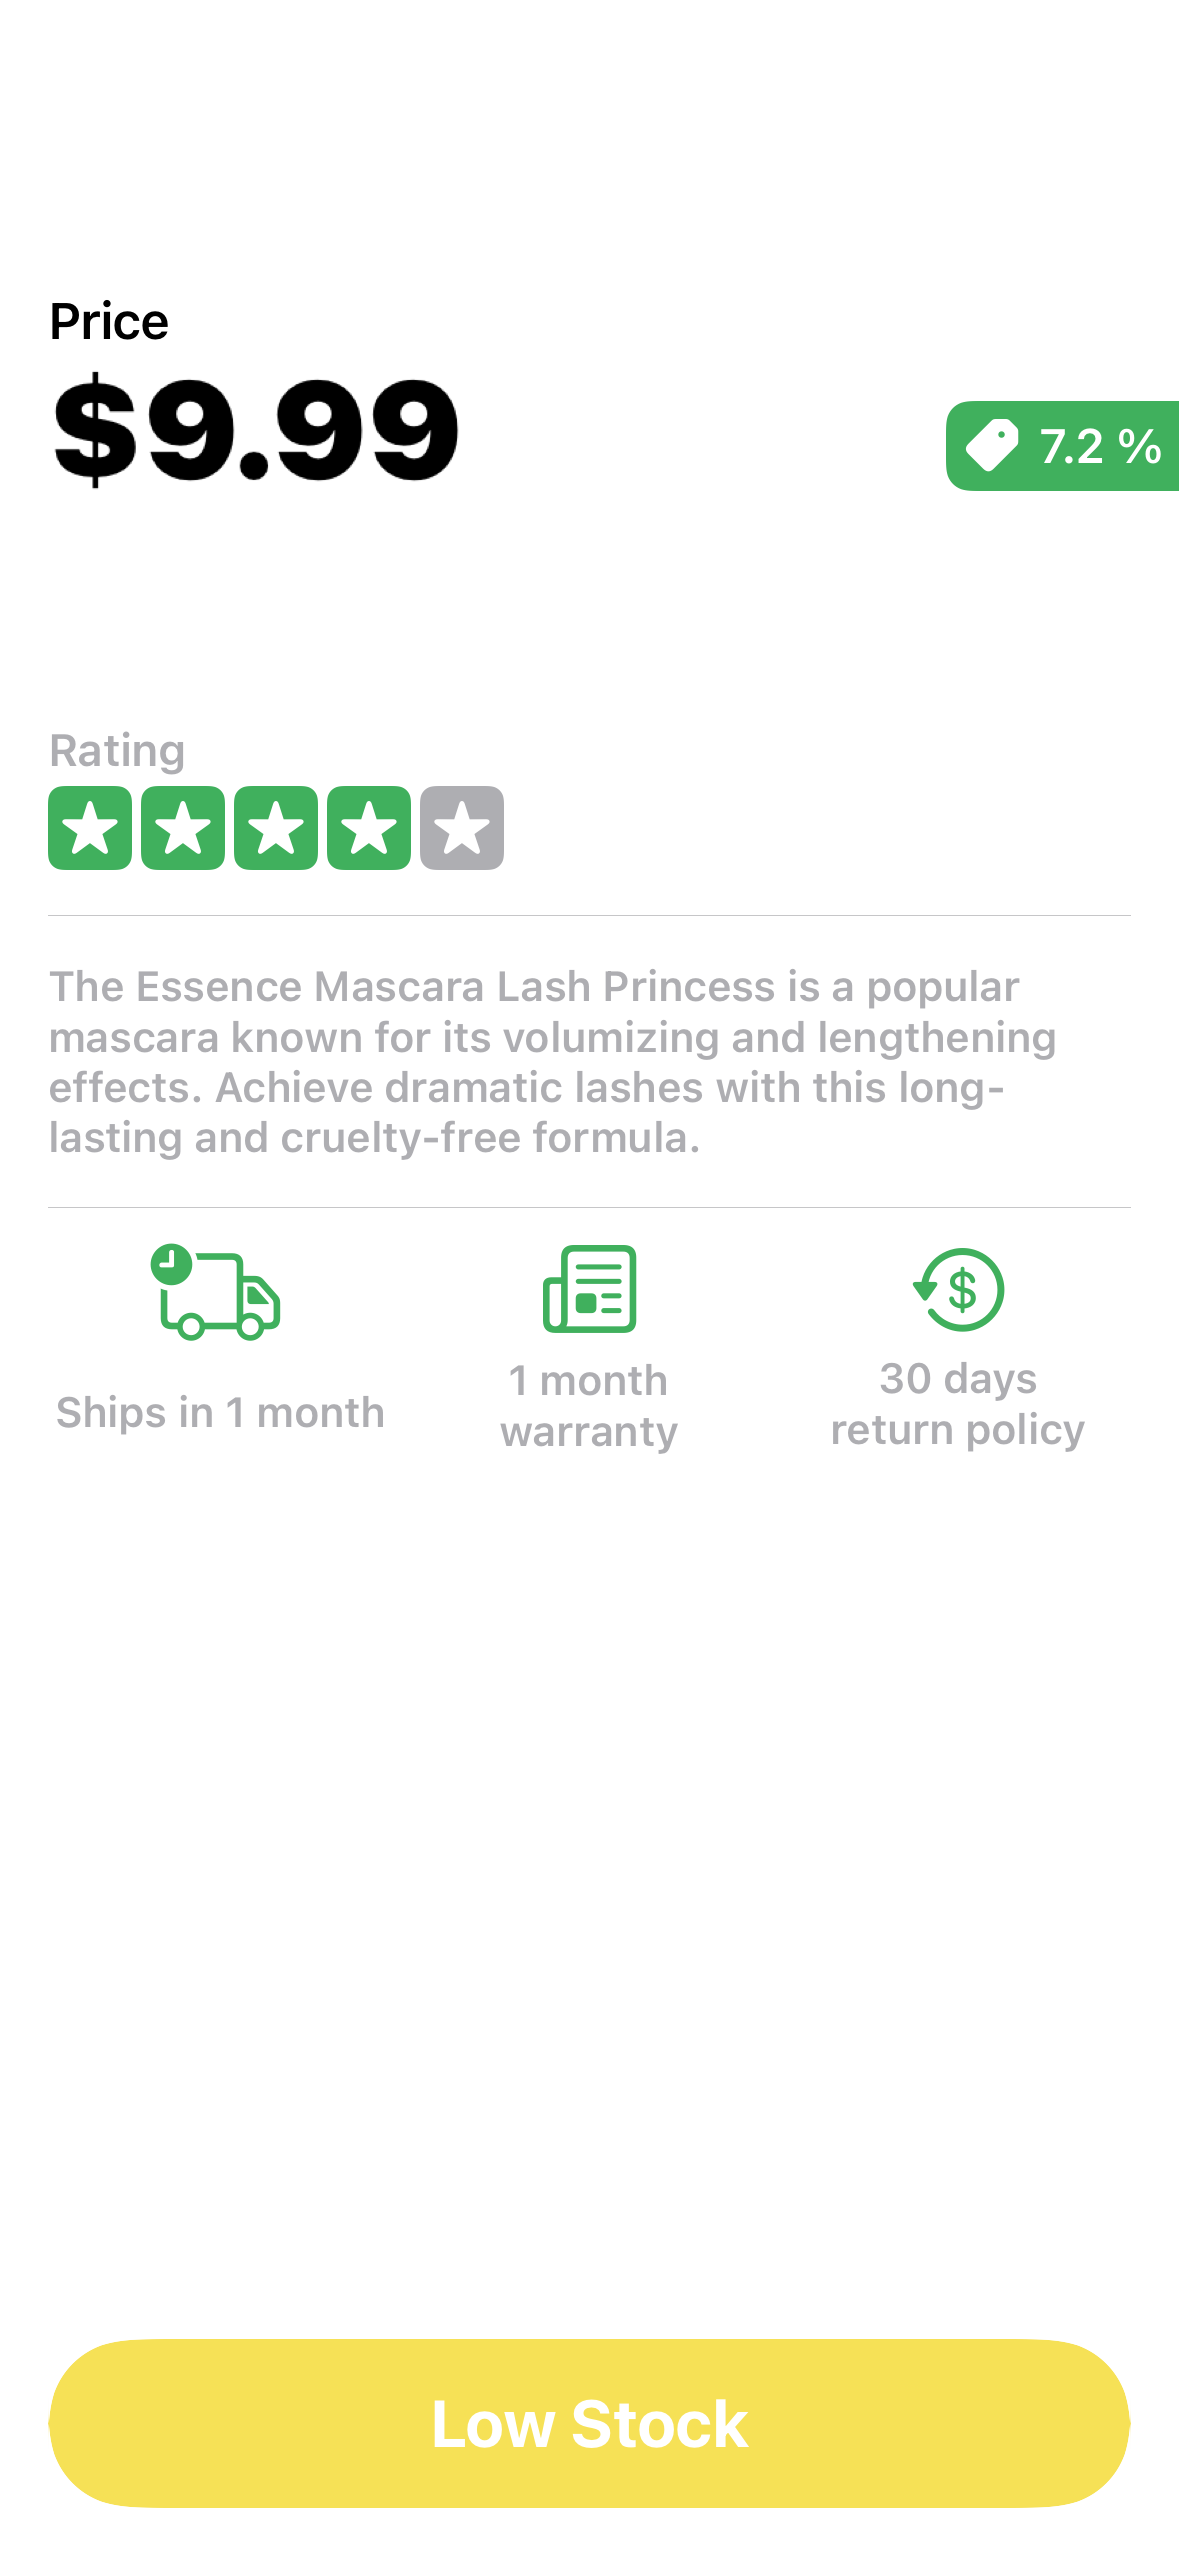 Price
$9.99
7.2 %
Rating
The Essence Mascara Lash Princess is a popular
mascara known for its volumizing and lengthening
effects. Achieve dramatic lashes with this long-
lasting and cruelty-free formula.
Ships in 1 month
1 month
warranty
30 days
return policy
Low Stock